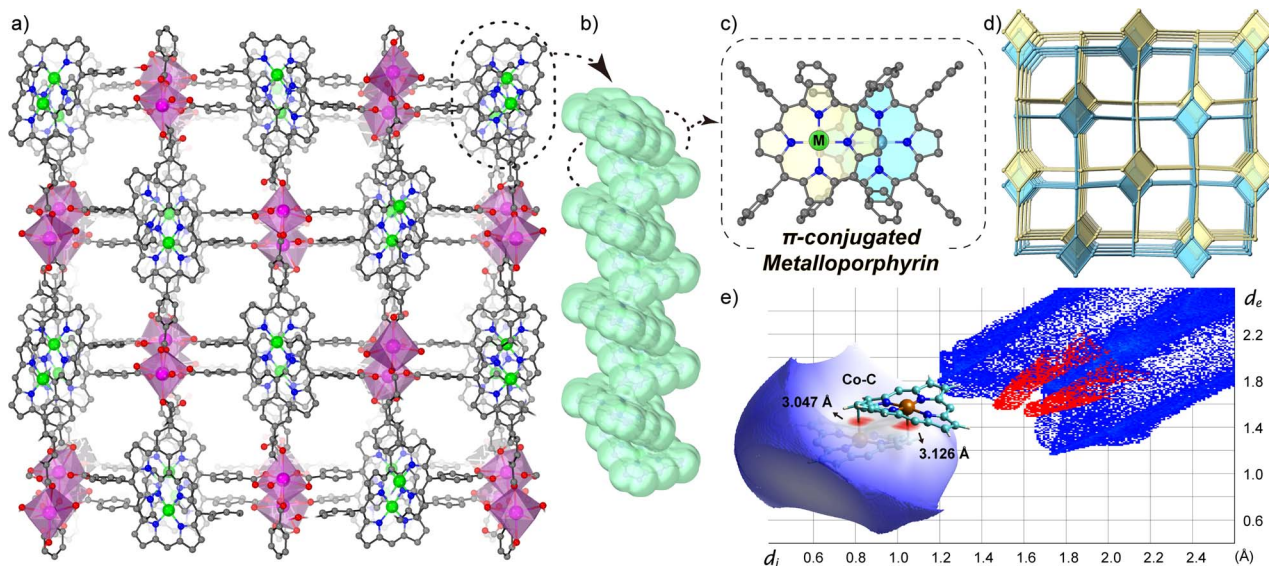 a)
b)
c)
M
π-conjugated
Metalloporphyrin
d)
e)
Co-C
3.047 Å
3.126 Å
d_e
2.2
1.8
1.4
1.0
0.6
d_i
0.6 0.8 1.0 1.2 1.4 1.6 1.8 2.0 2.2 2.4 2.6 (Å)